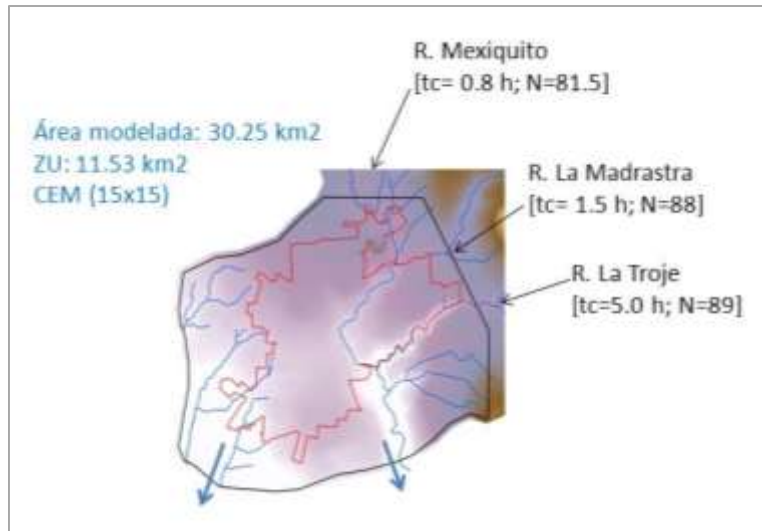 R. Mexiquito
[tc= 0.8 h; N=81.5]
Área modelada: 30.25 km2
ZU: 11.53 km2
CEM (15x15)
R. La Madrastra
[tc= 1.5 h; N=88]
R. La Troje
[tc=5.0 h; N=89]